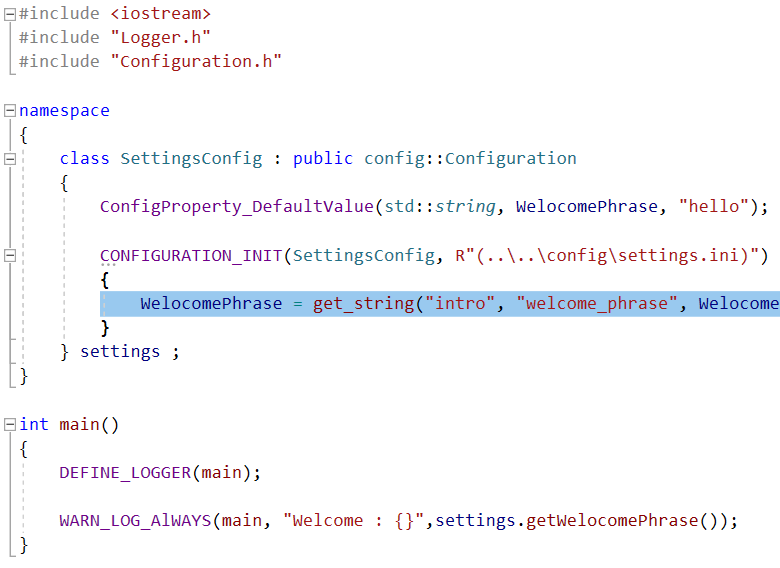 #include <iostream>
#include "Logger.h"
#include "Configuration.h"
namespace
{
class SettingsConfig : public config::Configuration
{
ConfigProperty_DefaultValue(std::string, WelocomePhrase, "hello");
CONFIGURATION_INIT(SettingsConfig, R"(..\..\config\settings.ini)")
{
WelocomePhrase = get_string("intro", "welcome_phrase", Welocome
}
} settings ;
}
int main()
{
DEFINE_LOGGER(main);
WARN_LOG_AlWAYS(main, "Welcome : {}",settings.getWelocomePhrase());
}